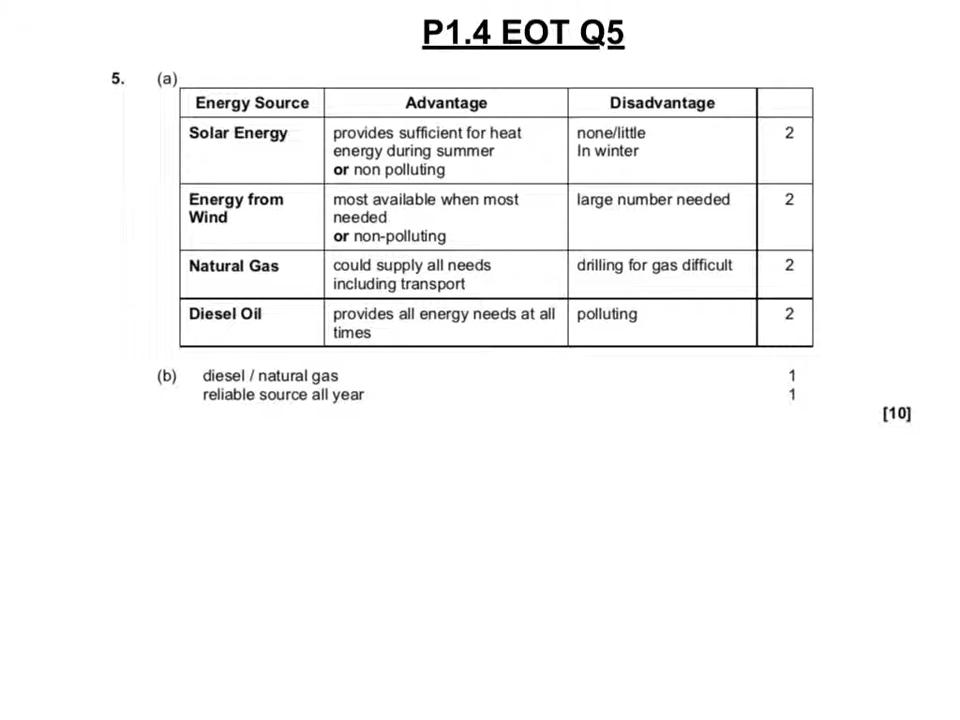 P1.4 EOT Q5
5. (a)
Energy Source Advantage Disadvantage
Solar Energy provides sufficient for heat none/little 2
energy during summer In winter
or non polluting
Energy from most available when most large number needed 2
Wind needed
or non-polluting
Natural Gas could supply all needs drilling for gas difficult 2
including transport
Diesel Oil provides all energy needs at all polluting 2
times
(b) diesel / natural gas 1
reliable source all year 1
[10]